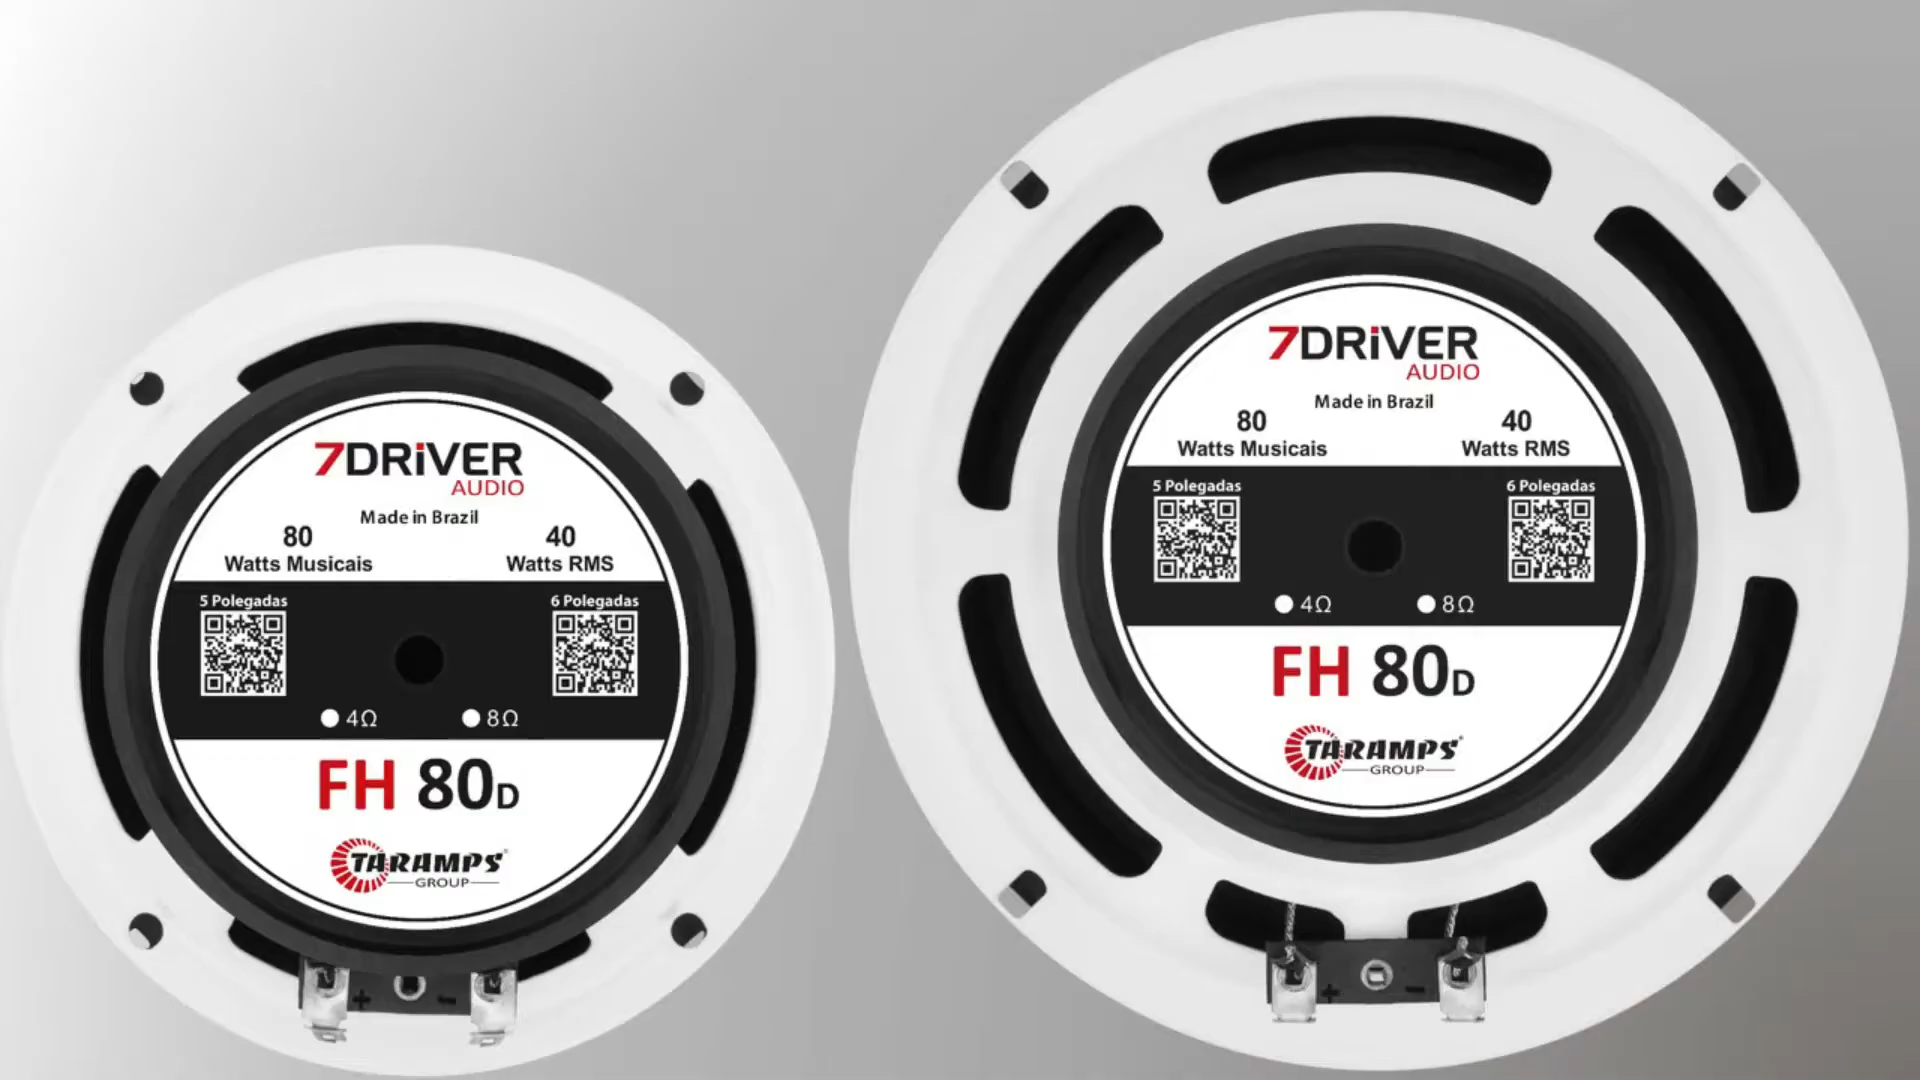 7DRiVER
AUDIO
Made in Brazil
80
Watts Musicais
40
Watts RMS
5 Polegadas
6 Polegadas
4Ω
8Ω
FH 80D
TARAMPS®
GROUP
+
-
7DRiVER
AUDIO
Made in Brazil
80
Watts Musicais
40
Watts RMS
5 Polegadas
6 Polegadas
4Ω
8Ω
FH 80D
TARAMPS®
GROUP
+
-